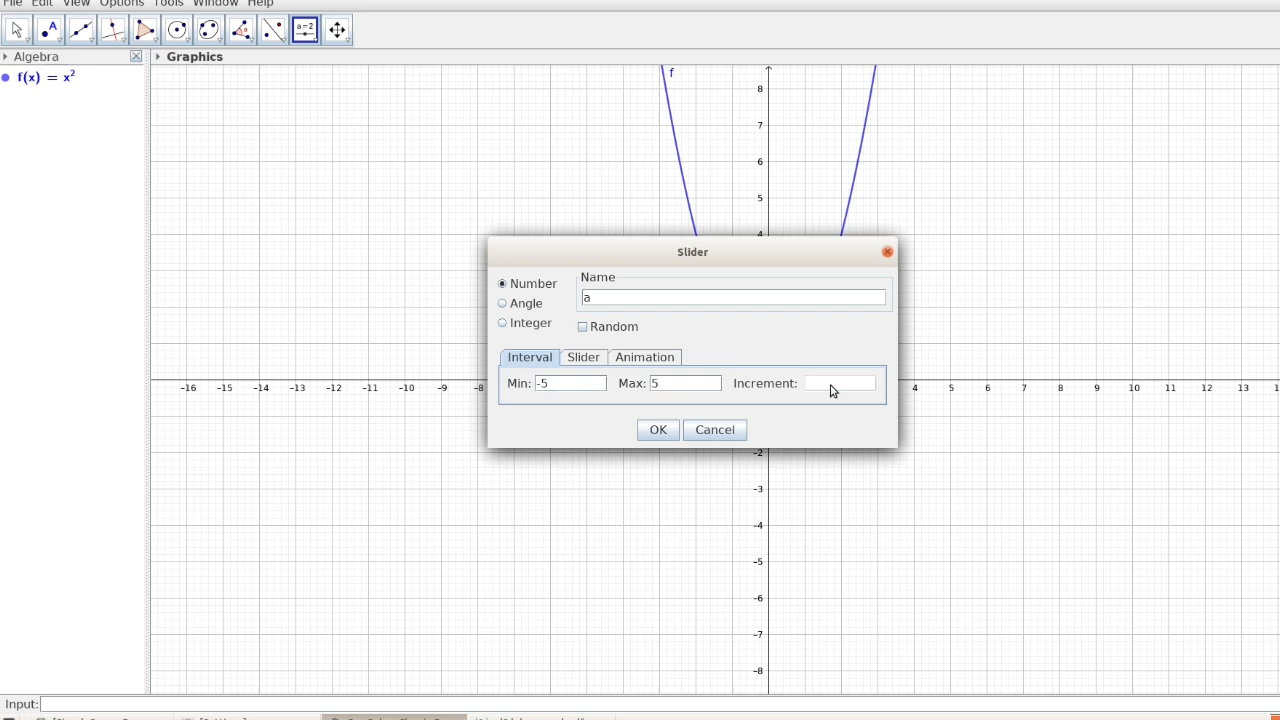 File Edit View Options Tools Window Help
A a=2
Algebra
Graphics
f(x) = x²
f
8
7
6
5
4
Slider
Number
Name
a
Angle
Integer
Random
Interval Slider Animation
Min: -5 Max: 5 Increment:
OK Cancel
-16 -15 -14 -13 -12 -11 -10 -9 -8 4 5 6 7 8 9 10 11 12 13
-2
-3
-4
-5
-6
-7
-8
Input: